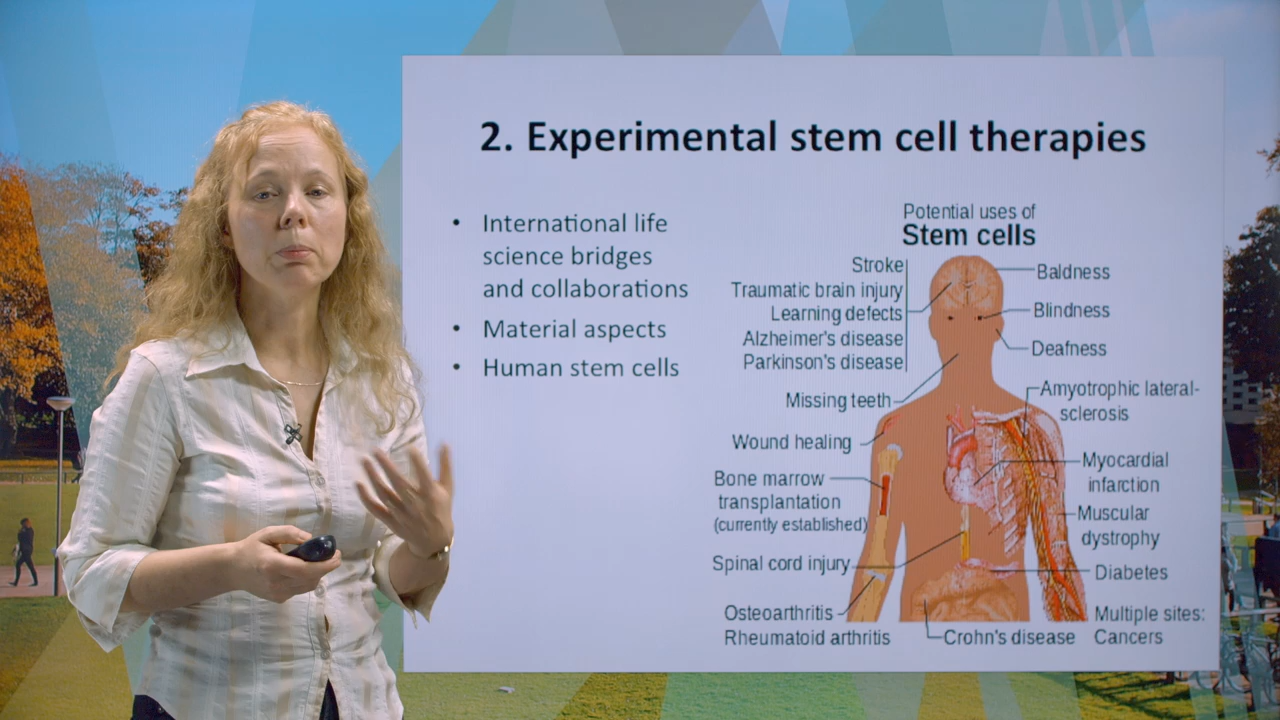 2. Experimental stem cell therapies
• International life
science bridges
and collaborations
• Material aspects
• Human stem cells
Potential uses of
Stem cells
Stroke
Traumatic brain injury
Learning defects
Alzheimer's disease
Parkinson's disease
Missing teeth
Wound healing
Bone marrow
transplantation
(currently established)
Spinal cord injury
Osteoarthritis
Rheumatoid arthritis
Baldness
Blindness
Deafness
Amyotrophic lateral-
sclerosis
Myocardial
infarction
Muscular
dystrophy
Diabetes
Multiple sites:
Cancers
Crohn's disease